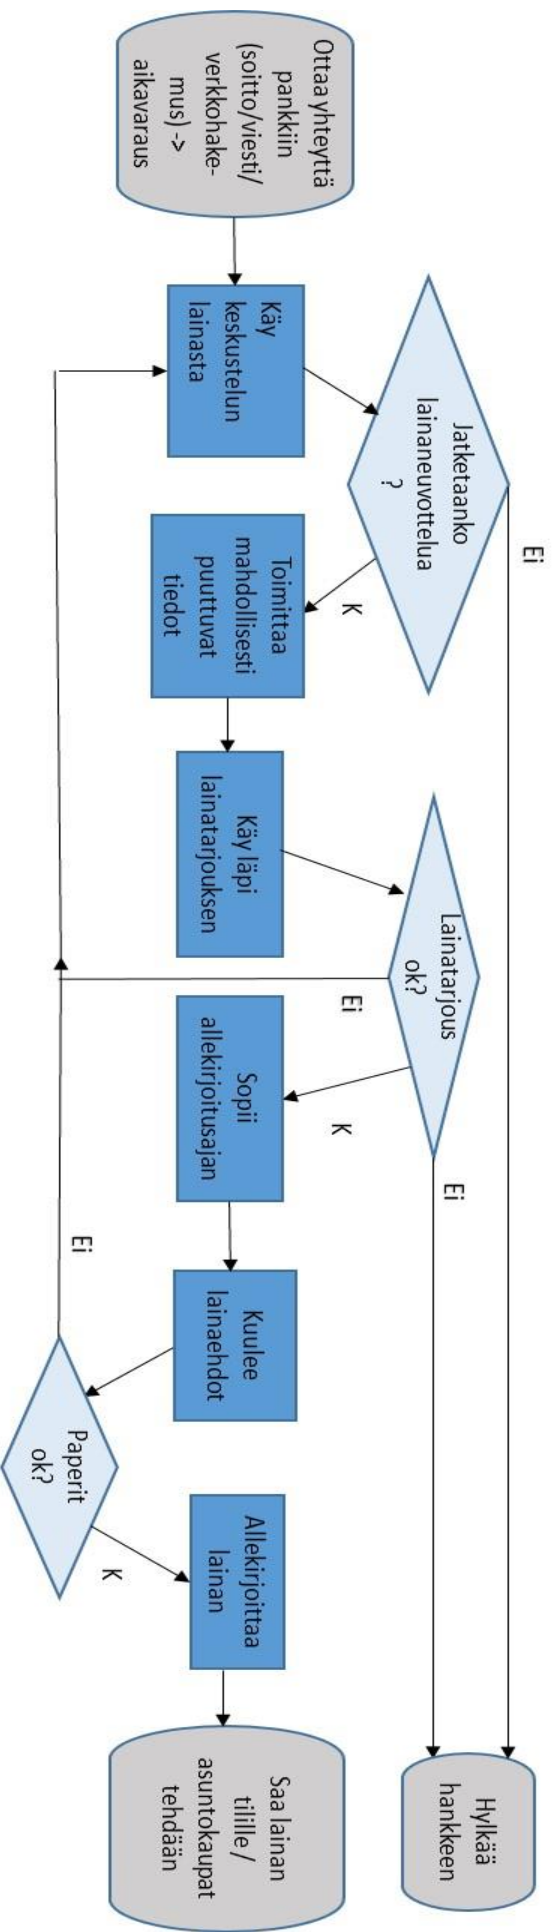 Ottaa yhteyttä
pankkiin
(soitto/viesti/
verkkohake-
mus) ->
aikavaraus
Käy
keskustelun
lainasta
Jatketaanko
lainaneuvottelua
?
Ei
K
Toimittaa
mahdollisesti
puuttuvat
tiedot
Käy läpi
lainatarjouksen
Lainatarjous
ok?
Ei
K
Ei
Sopii
allekirjoitusajan
Kuulee
lainaehdot
Ei
Paperit
ok?
K
Allekirjoittaa
lainan
Hylkää
hankkeen
Saa lainan
tilille /
asuntokaupat
tehdään